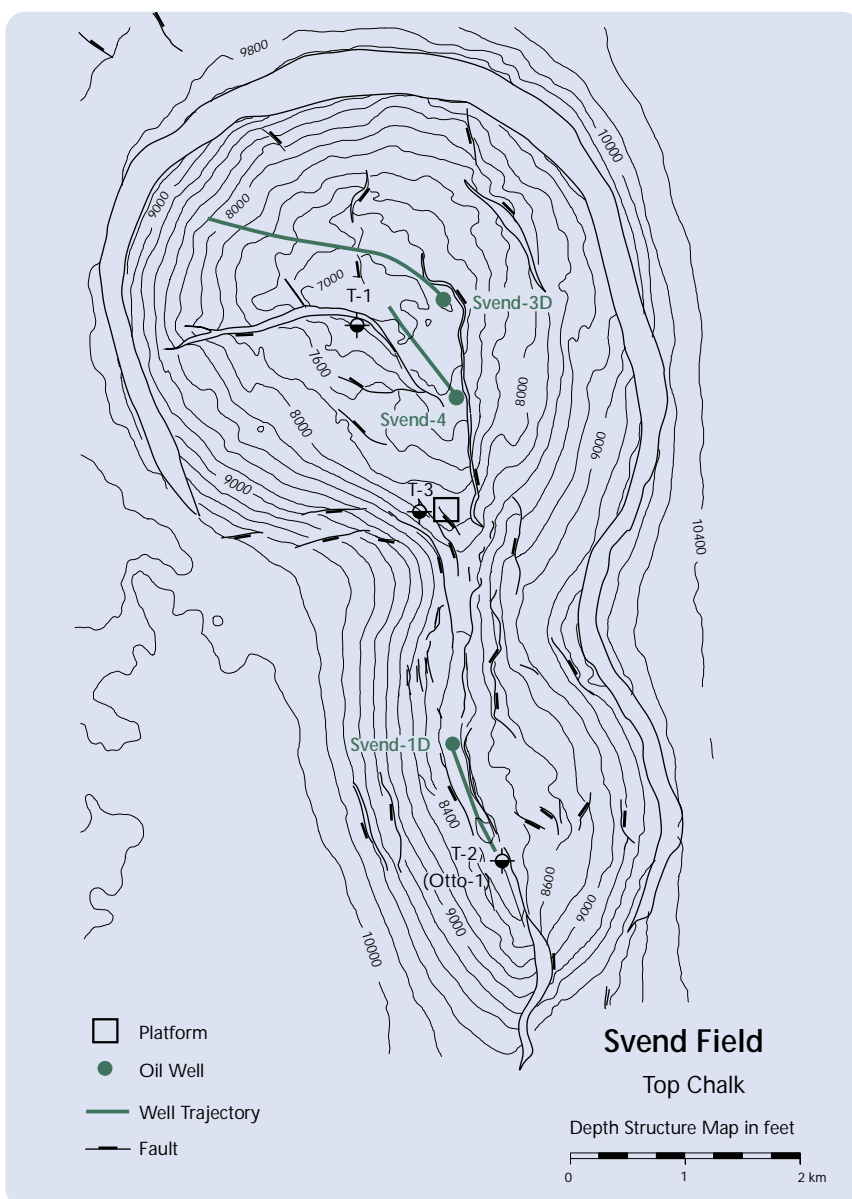 9800
10000
9000
8000
7000
T-1
Svend-3D
7600
8000
Svend-4
8000
9000
9000
T-3
10400
Svend-1D
8400
T-2
(Otto-1)
8600
9000
9000
10000
Platform
Oil Well
Well Trajectory
Fault
Svend Field
Top Chalk
Depth Structure Map in feet
0 1 2 km